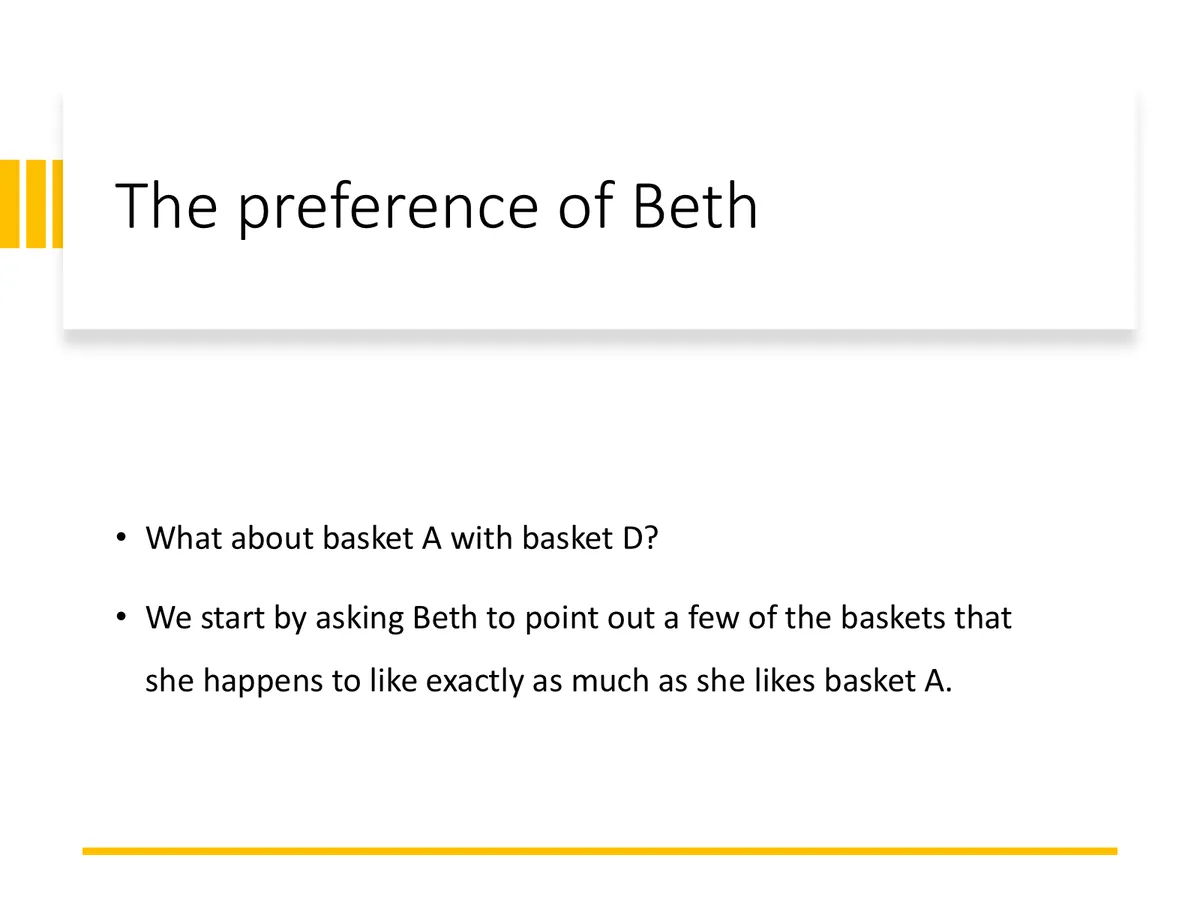 The preference of Beth
• What about basket A with basket D?
• We start by asking Beth to point out a few of the baskets that
she happens to like exactly as much as she likes basket A.